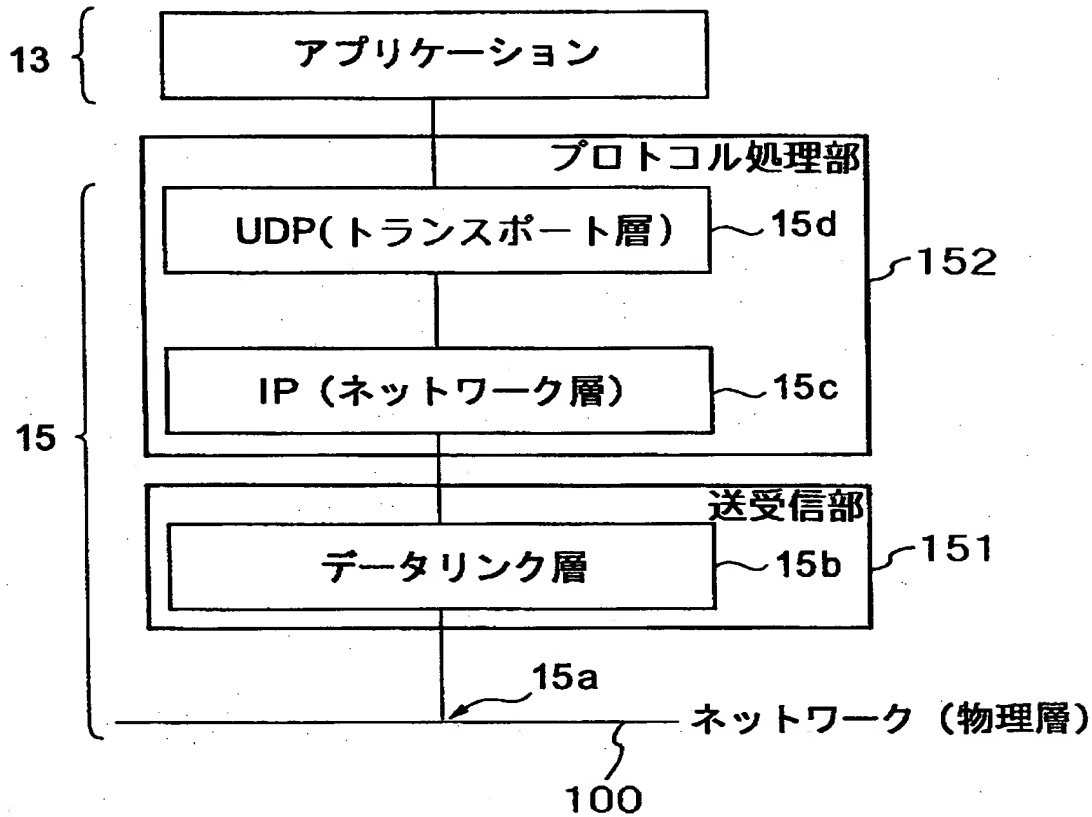 13
アプリケーション
プロトコル処理部
UDP(トランスポート層)
15d
152
IP (ネットワーク層)
15c
15
送受信部
データリンク層
15b
151
15a
ネットワーク (物理層)
100